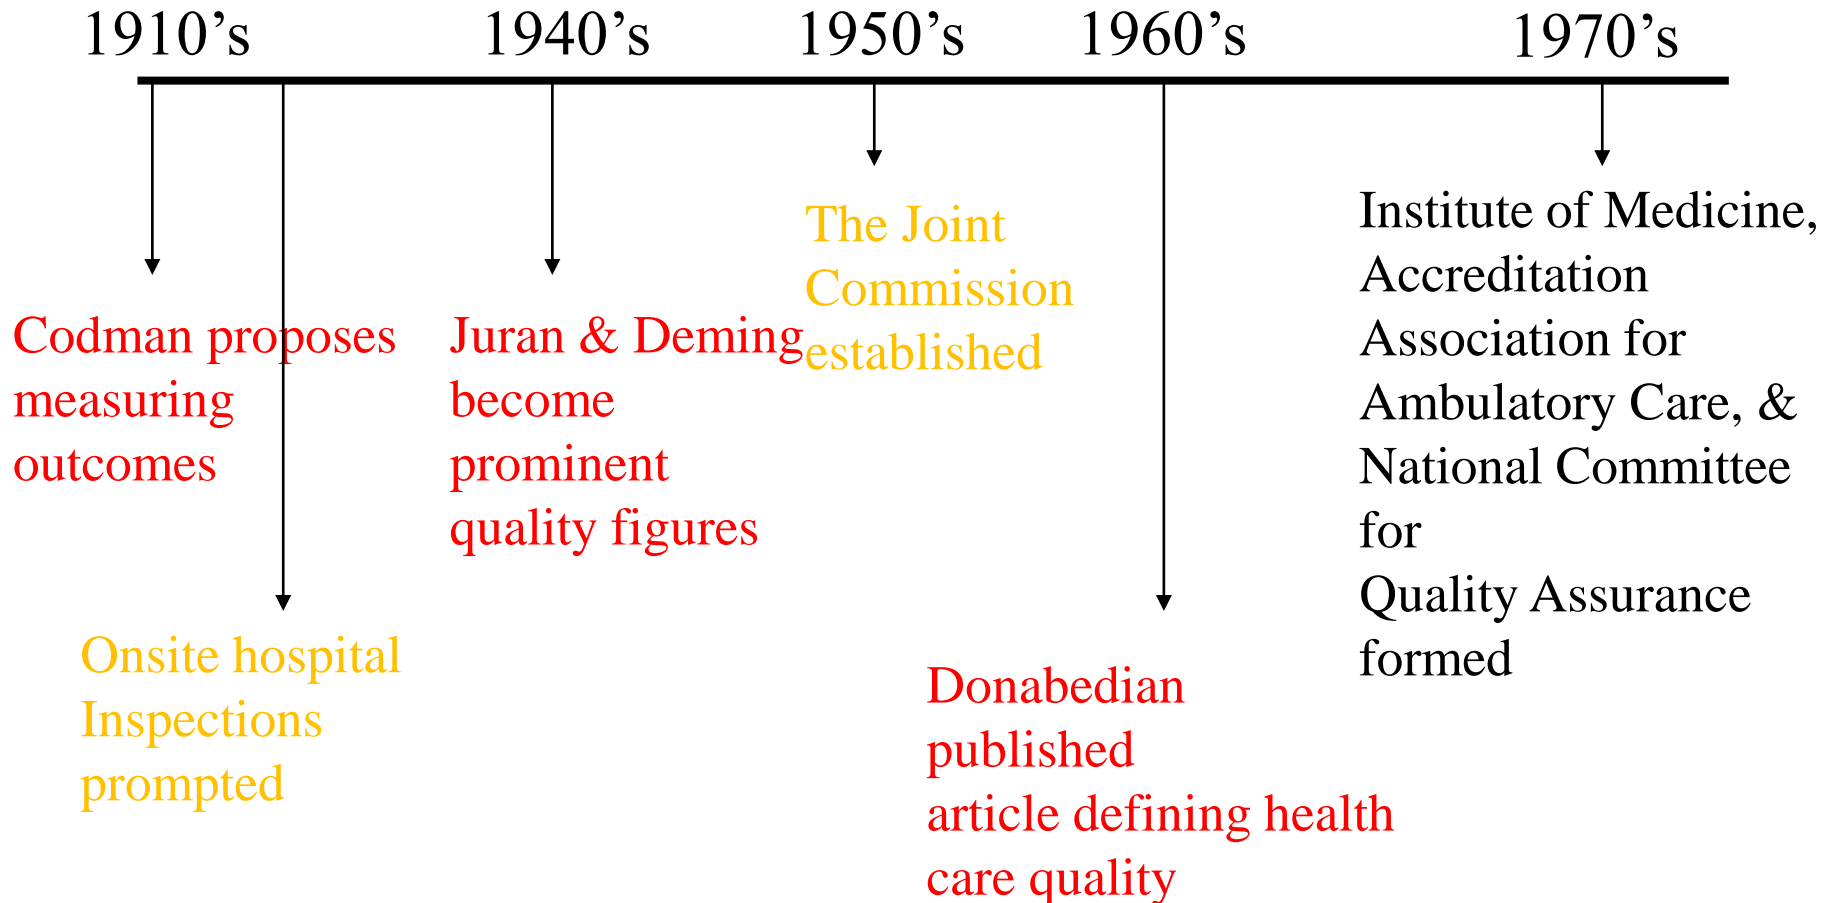 1910’s
1940’s
1950’s
1960’s
1970’s
Codman proposes
measuring
outcomes
Onsite hospital
Inspections
prompted
Juran & Deming
become
prominent
quality figures
The Joint
Commission
established
Donabedian
published
article defining health
care quality
Institute of Medicine,
Accreditation
Association for
Ambulatory Care, &
National Committee
for
Quality Assurance
formed